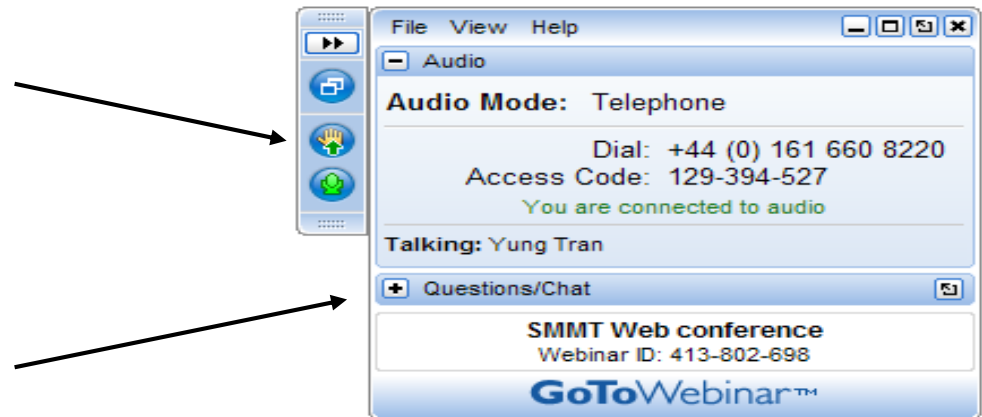 File View Help
Audio
Audio Mode: Telephone
Dial: +44 (0) 161 660 8220
Access Code: 129-394-527
You are connected to audio
Talking: Yung Tran
Questions/Chat
SMMT Web conference
Webinar ID: 413-802-698
GoToWebinar™